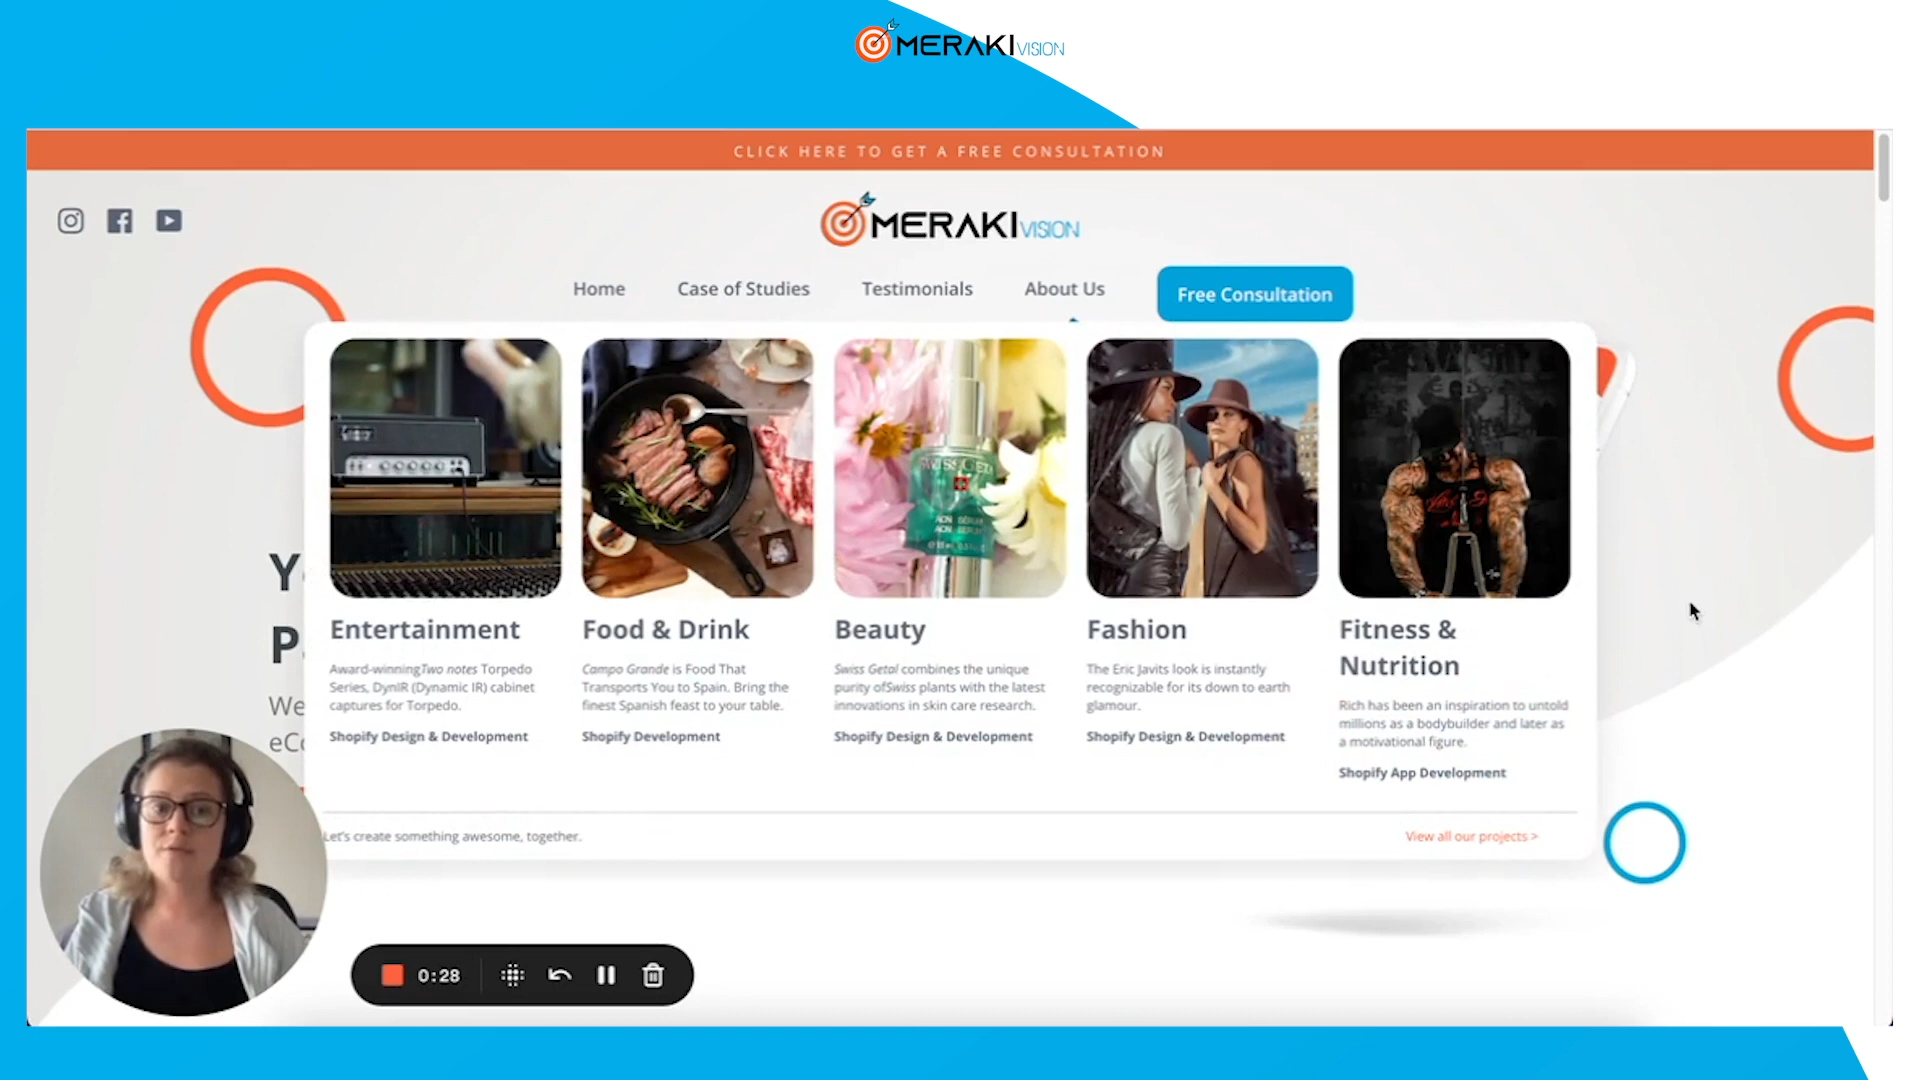 MERAKI VISION
CLICK HERE TO GET A FREE CONSULTATION
MERAKI VISION
Home
Case of Studies
Testimonials
About Us
Free Consultation
Y
P
We
eCo
Entertainment
Award-winningTwo notes Torpedo
Series, DynIR (Dynamic IR) cabinet
captures for Torpedo.
Shopify Design & Development
Food & Drink
Campo Grande is Food That
Transports You to Spain. Bring the
finest Spanish feast to your table.
Shopify Development
SWISS GETAL
Beauty
Swiss Getal combines the unique
purity ofSwiss plants with the latest
innovations in skin care research.
Shopify Design & Development
Fashion
The Eric Javits look is instantly
recognizable for its down to earth
glamour.
Shopify Design & Development
Fitness &
Nutrition
Rich has been an inspiration to untold
millions as a bodybuilder and later as
a motivational figure.
Shopify App Development
Let's create something awesome, together.
View all our projects >
0:28